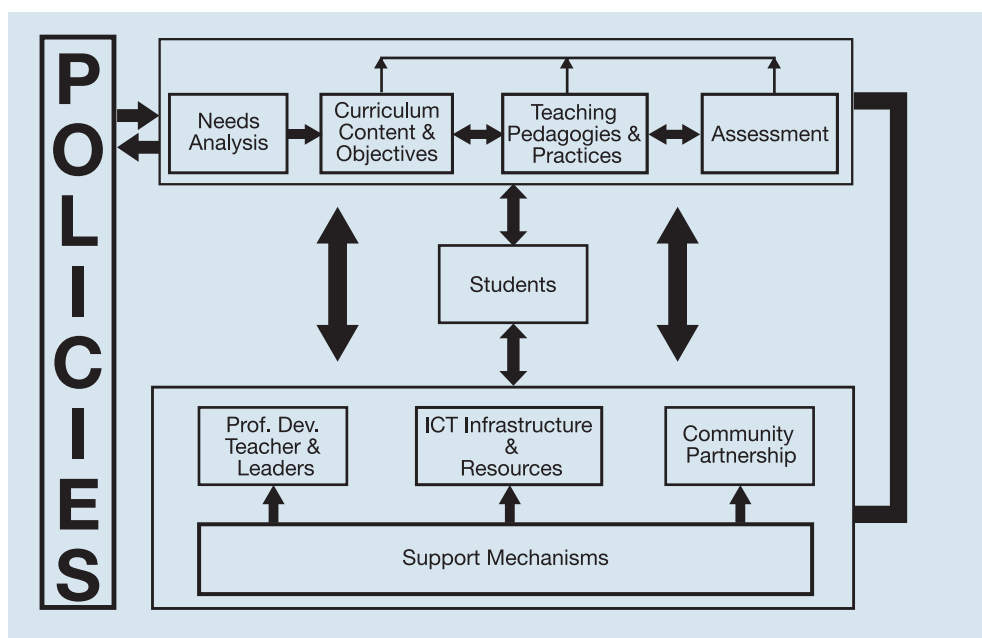 POLICIES
Needs
Analysis
Curriculum
Content &
Objectives
Teaching
Pedagogies &
Practices
Assessment
Students
Prof. Dev.
Teacher &
Leaders
ICT Infrastructure
&
Resources
Community
Partnership
Support Mechanisms